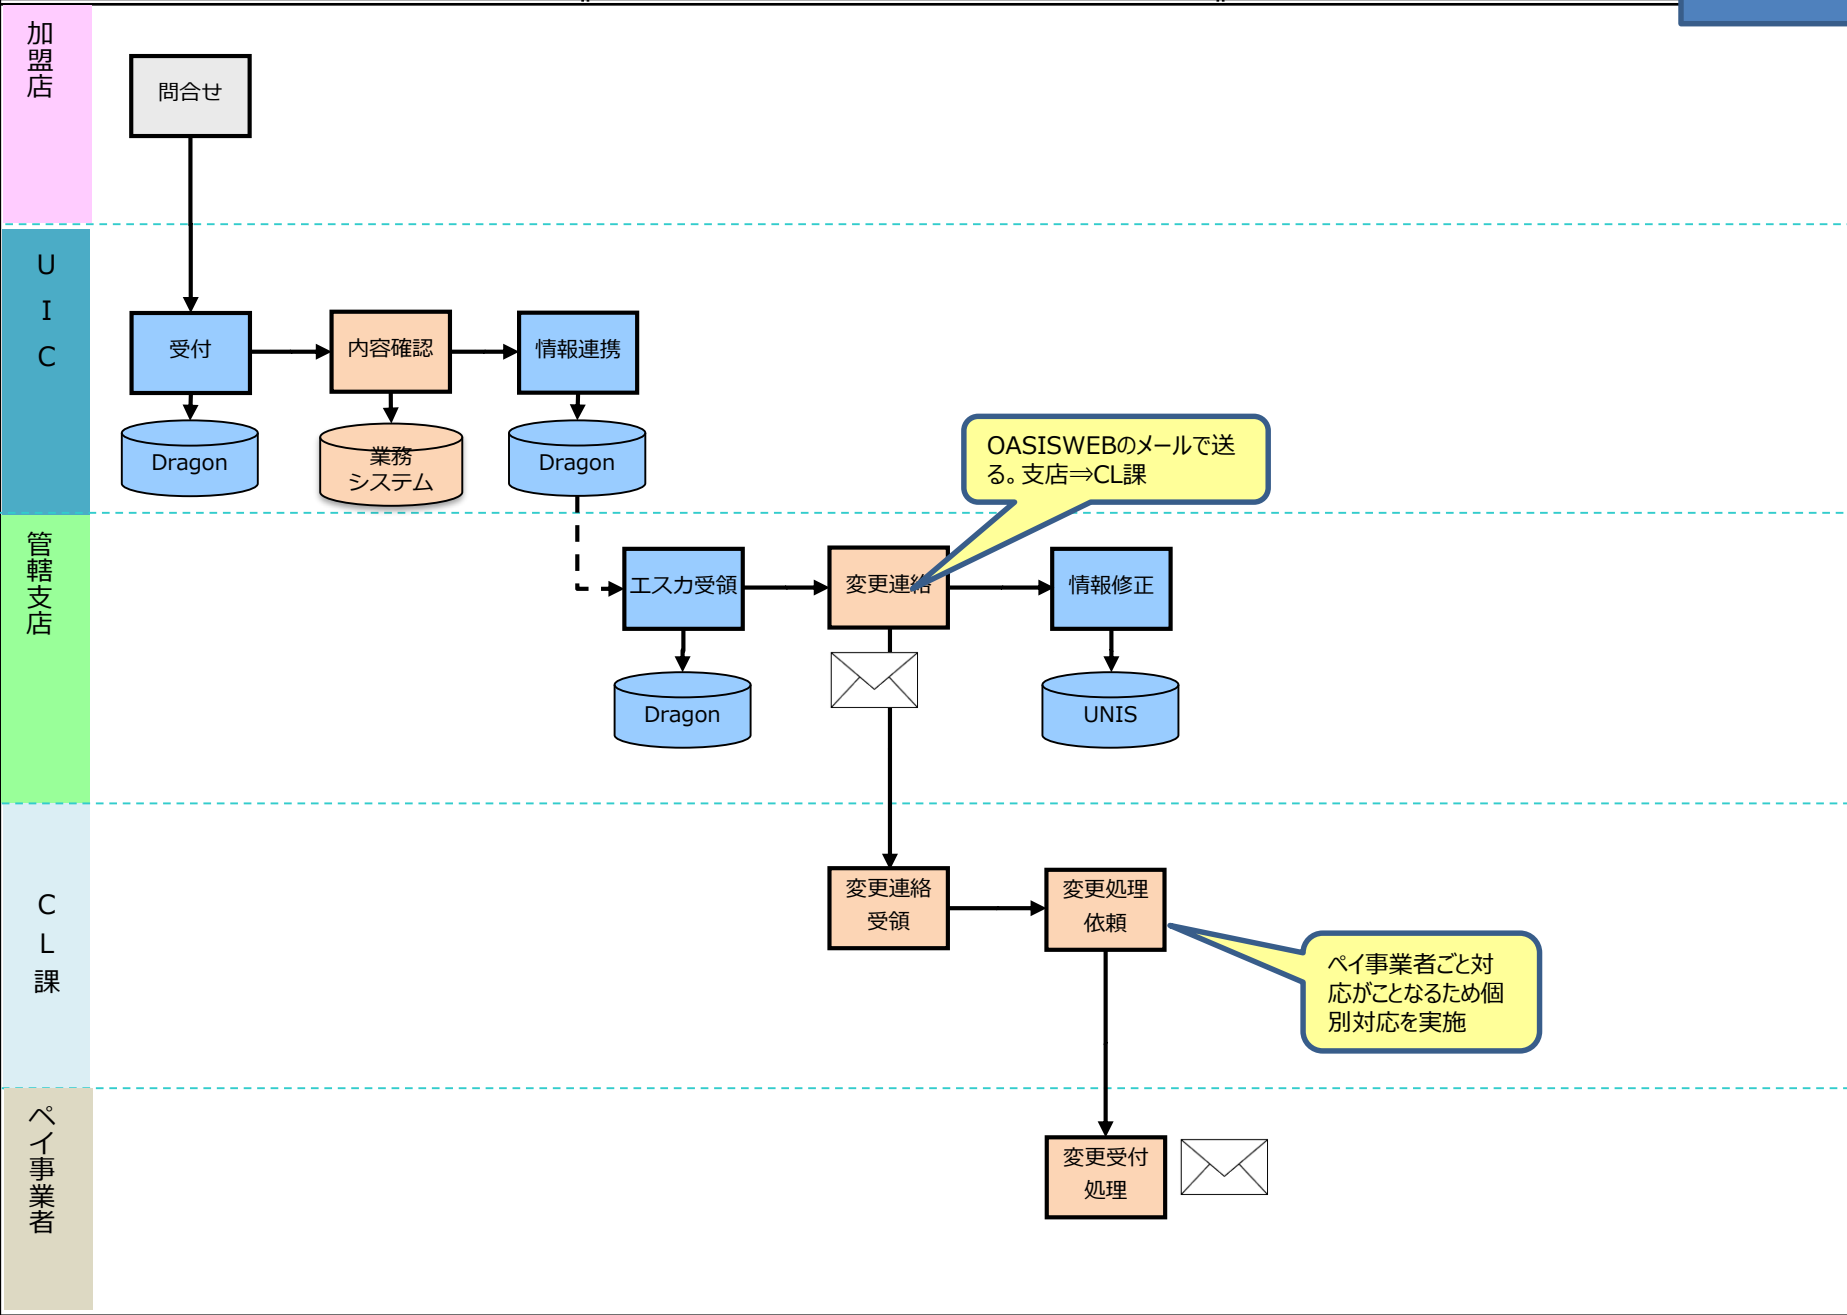 加盟店
問合せ
UIC
受付
内容確認
情報連携
Dragon
業務
システム
Dragon
OASISWEBのメールで送
る。支店⇒CL課
管轄支店
エスカ受領
変更連絡
情報修正
Dragon
UNIS
CL課
変更連絡
受領
変更処理
依頼
ペイ事業者ごと対
応がことなるため個
別対応を実施
ペイ事業者
変更受付
処理